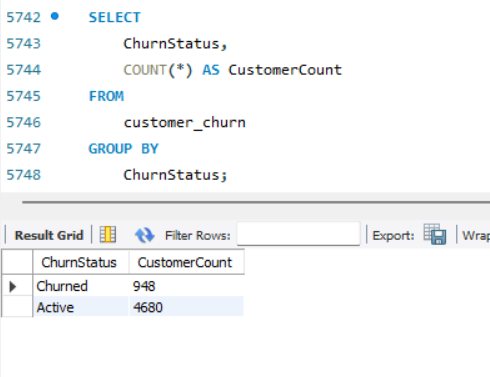 5742 SELECT
5743 ChurnStatus,
5744 COUNT(*) AS CustomerCount
5745 FROM
5746 customer_churn
5747 GROUP BY
5748 ChurnStatus;
Result Grid Filter Rows: Export: Wrap
ChurnStatus CustomerCount
Churned 948
Active 4680